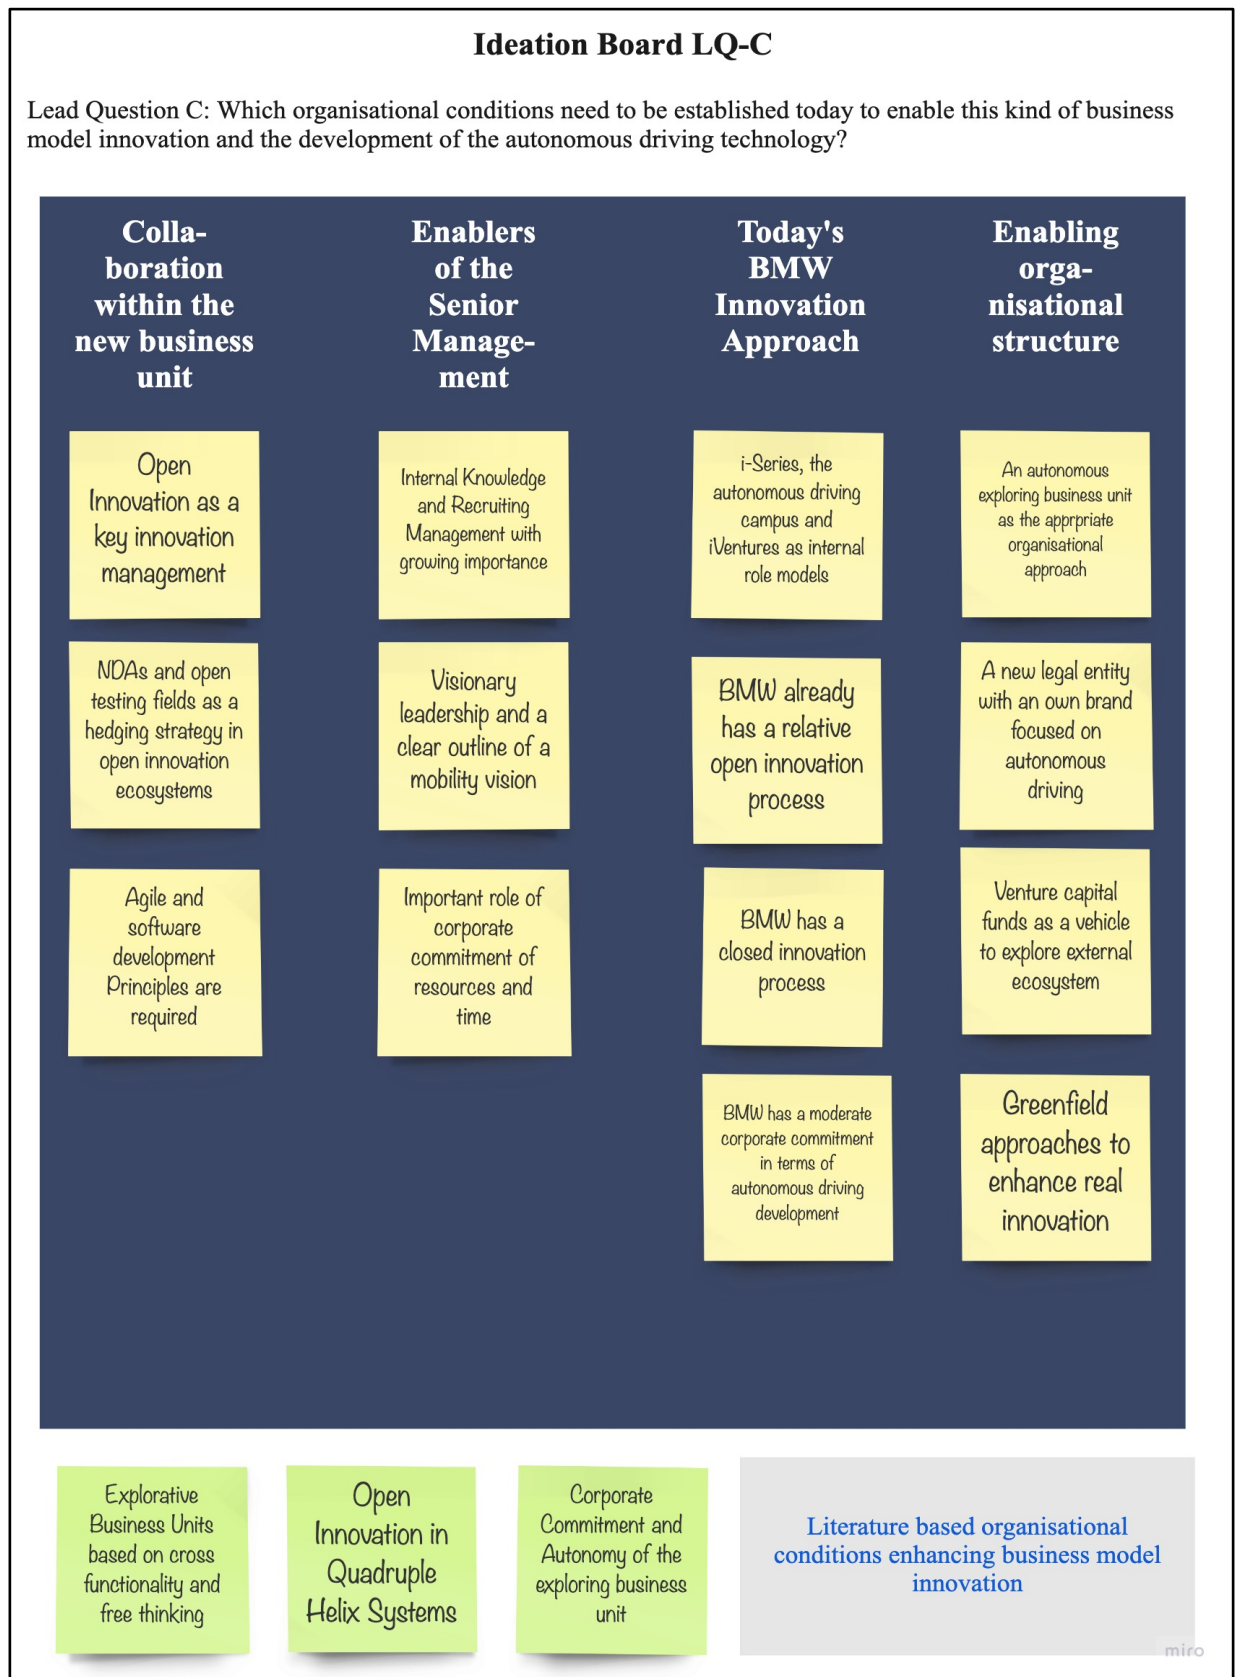 Ideation Board LQ-C
Lead Question C: Which organisational conditions need to be established today to enable this kind of business
model innovation and the development of the autonomous driving technology?
Colla-
boration
within the
new business
unit
Enablers
of the
Senior
Manage-
ment
Today's
BMW
Innovation
Approach
Enabling
orga-
nisational
structure
Open
Innovation as a
key innovation
management
NDAs and open
testing fields as a
hedging strategy in
open innovation
ecosystems
Agile and
software
development
Principles are
required
Internal Knowledge
and Recruiting
Management with
growing importance
Visionary
leadership and a
clear outline of a
mobility vision
Important role of
corporate
commitment of
resources and
time
i-Series, the
autonomous driving
campus and
iVentures as internal
role models
BMW already
has a relative
open innovation
process
BMW has a
closed innovation
process
BMW has a moderate
corporate commitment
in terms of
autonomous driving
development
An autonomous
exploring business unit
as the apprpriate
organisational
approach
A new legal entity
with an own brand
focused on
autonomous
driving
Venture capital
funds as a vehicle
to explore external
ecosystem
Greenfield
approaches to
enhance real
innovation
Explorative
Business Units
based on cross
functionality and
free thinking
Open
Innovation in
Quadruple
Helix Systems
Corporate
Commitment and
Autonomy of the
exploring business
unit
Literature based organisational
conditions enhancing business model
innovation
miro